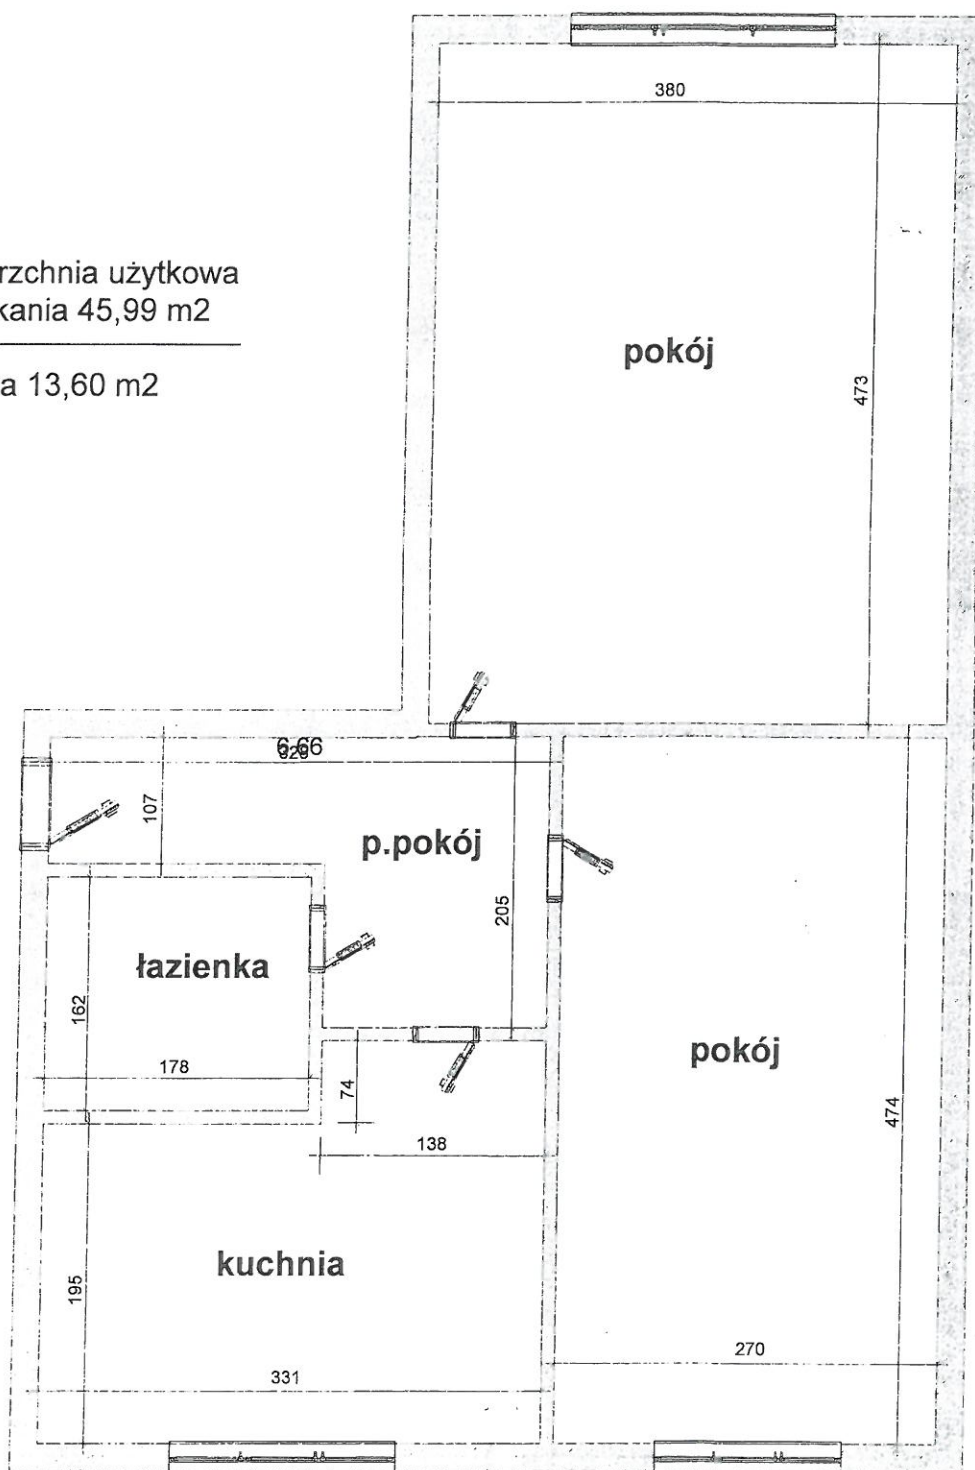 rzchnia użytkowa
kania 45,99 m2
a 13,60 m2
380
pokój
473
6.66
107
p.pokój
205
łazienka
162
178
74
138
pokój
474
kuchnia
195
331
270